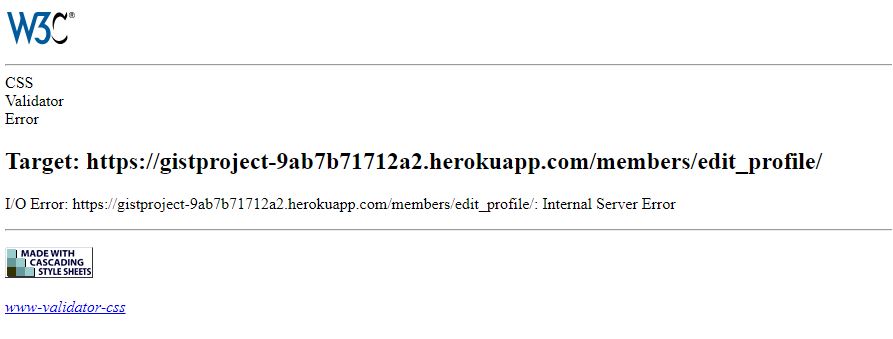 W3C®
CSS
Validator
Error
Target: https://gistproject-9ab7b71712a2.herokuapp.com/members/edit_profile/
I/O Error: https://gistproject-9ab7b71712a2.herokuapp.com/members/edit_profile/: Internal Server Error
MADE WITH
CASCADING
STYLE SHEETS
www-validator-css